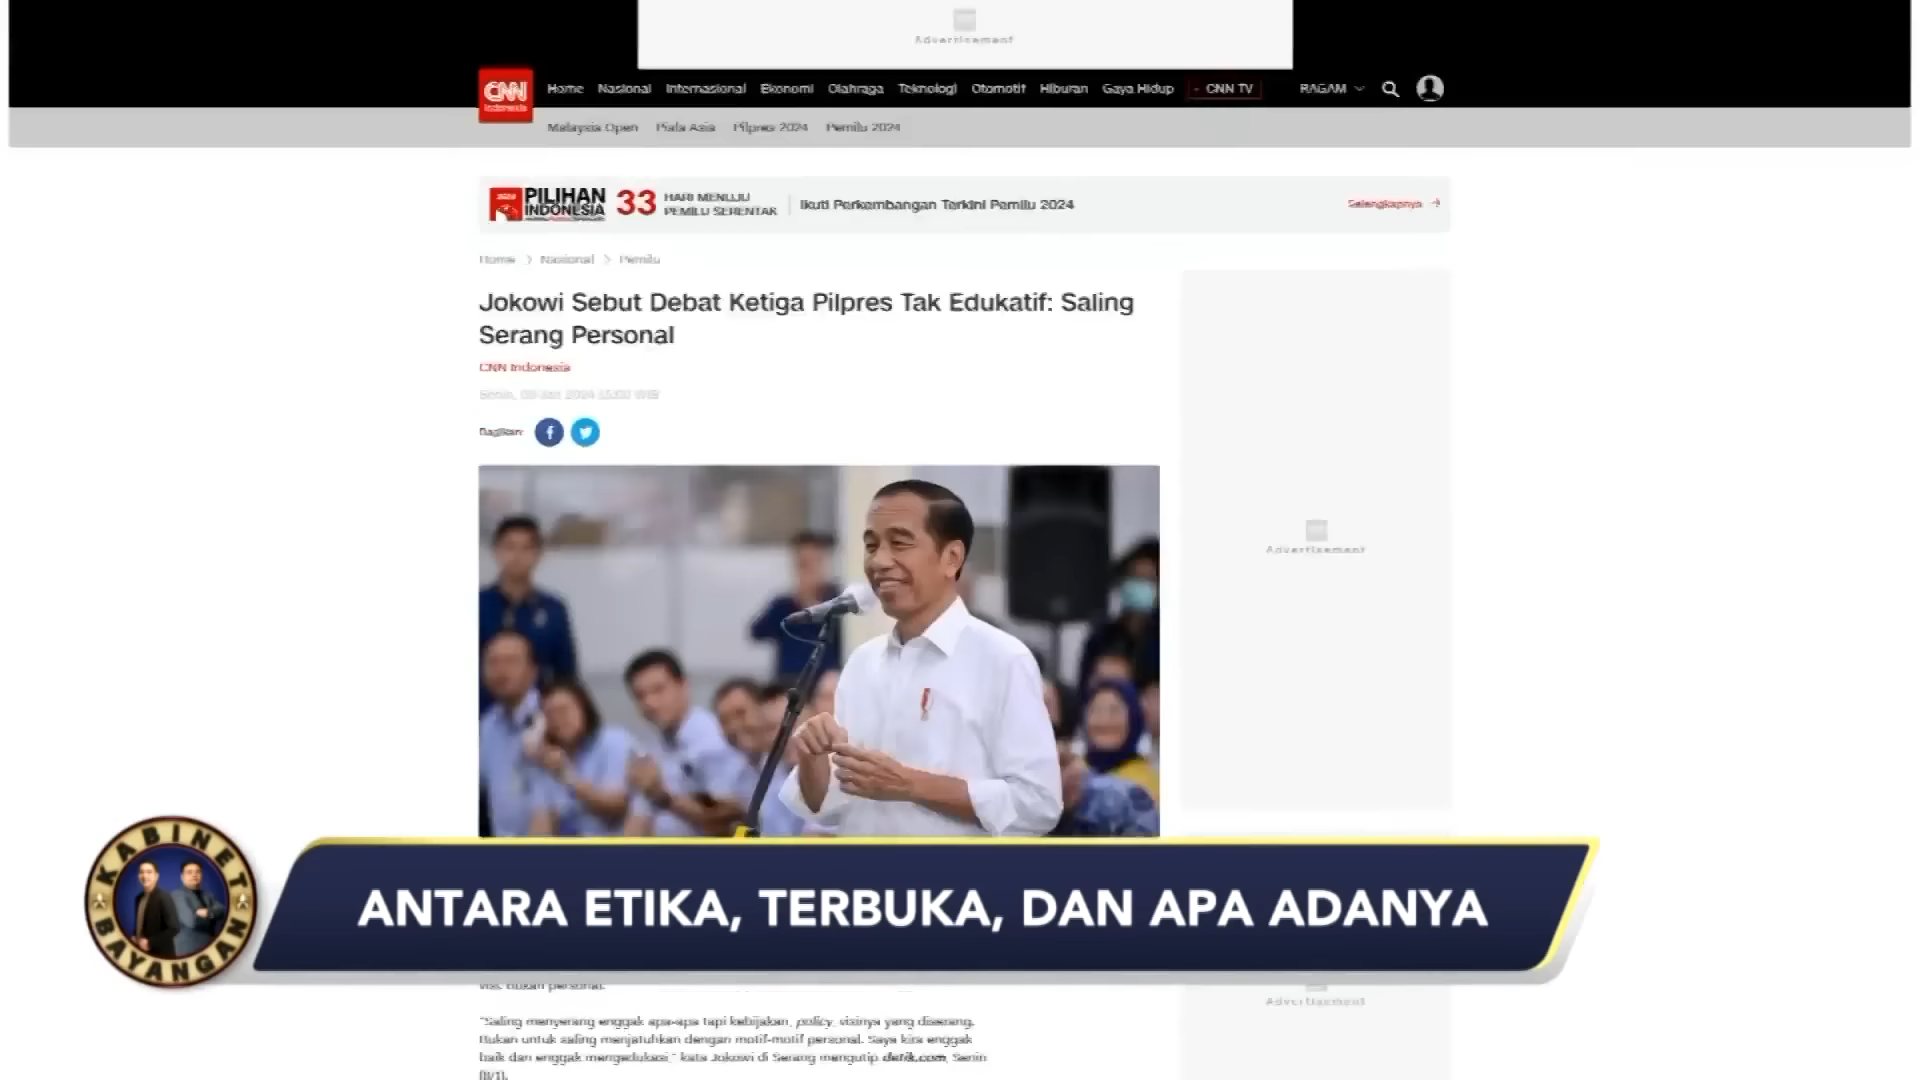 Advertisement
CNN
Indonesia
Home Nasional Internasional Ekonomi Olahraga Teknologi Otomotif Hiburan Gaya Hidup CNN TV RAGAM
Malaysia Open Piala Asia Pilpres 2024 Pemilu 2024
PILIHAN
INDONESIA
33
HARI MENUJU
PEMILU SERENTAK
Ikuti Perkembangan Terkini Pemilu 2024
Selengkapnya
Home > Nasional > Pemilu
Jokowi Sebut Debat Ketiga Pilpres Tak Edukatif: Saling
Serang Personal
CNN Indonesia
Bagikan:
Advertisement
KABINET
BAYANGAN
ANTARA ETIKA, TERBUKA, DAN APA ADANYA
bukan personal.
Advertisement
"Saling menyerang enggak apa-apa tapi kebijakan, policy, visinya yang diserang.
Bukan untuk saling menjatuhkan dengan motif-motif personal. Saya kira enggak
baik dan enggak mengedukasi," kata Jokowi di Serang mengutip detik.com, Senin
(8/1).